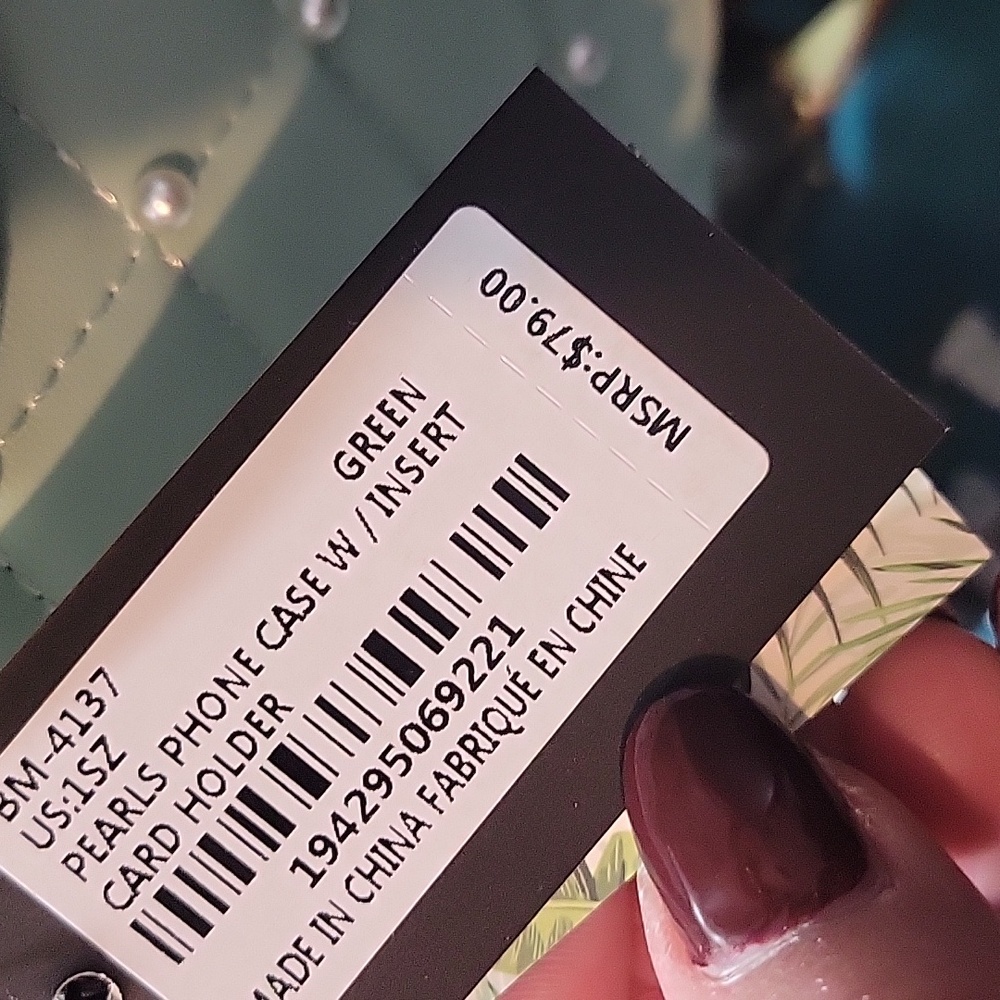 BM-4137
GREEN
US:1SZ
PEARLS PHONE CASE W / INSERT
CARD HOLDER
194295069221
MADE IN CHINA FABRIQUÉ EN CHINE
MSRP:$79.00